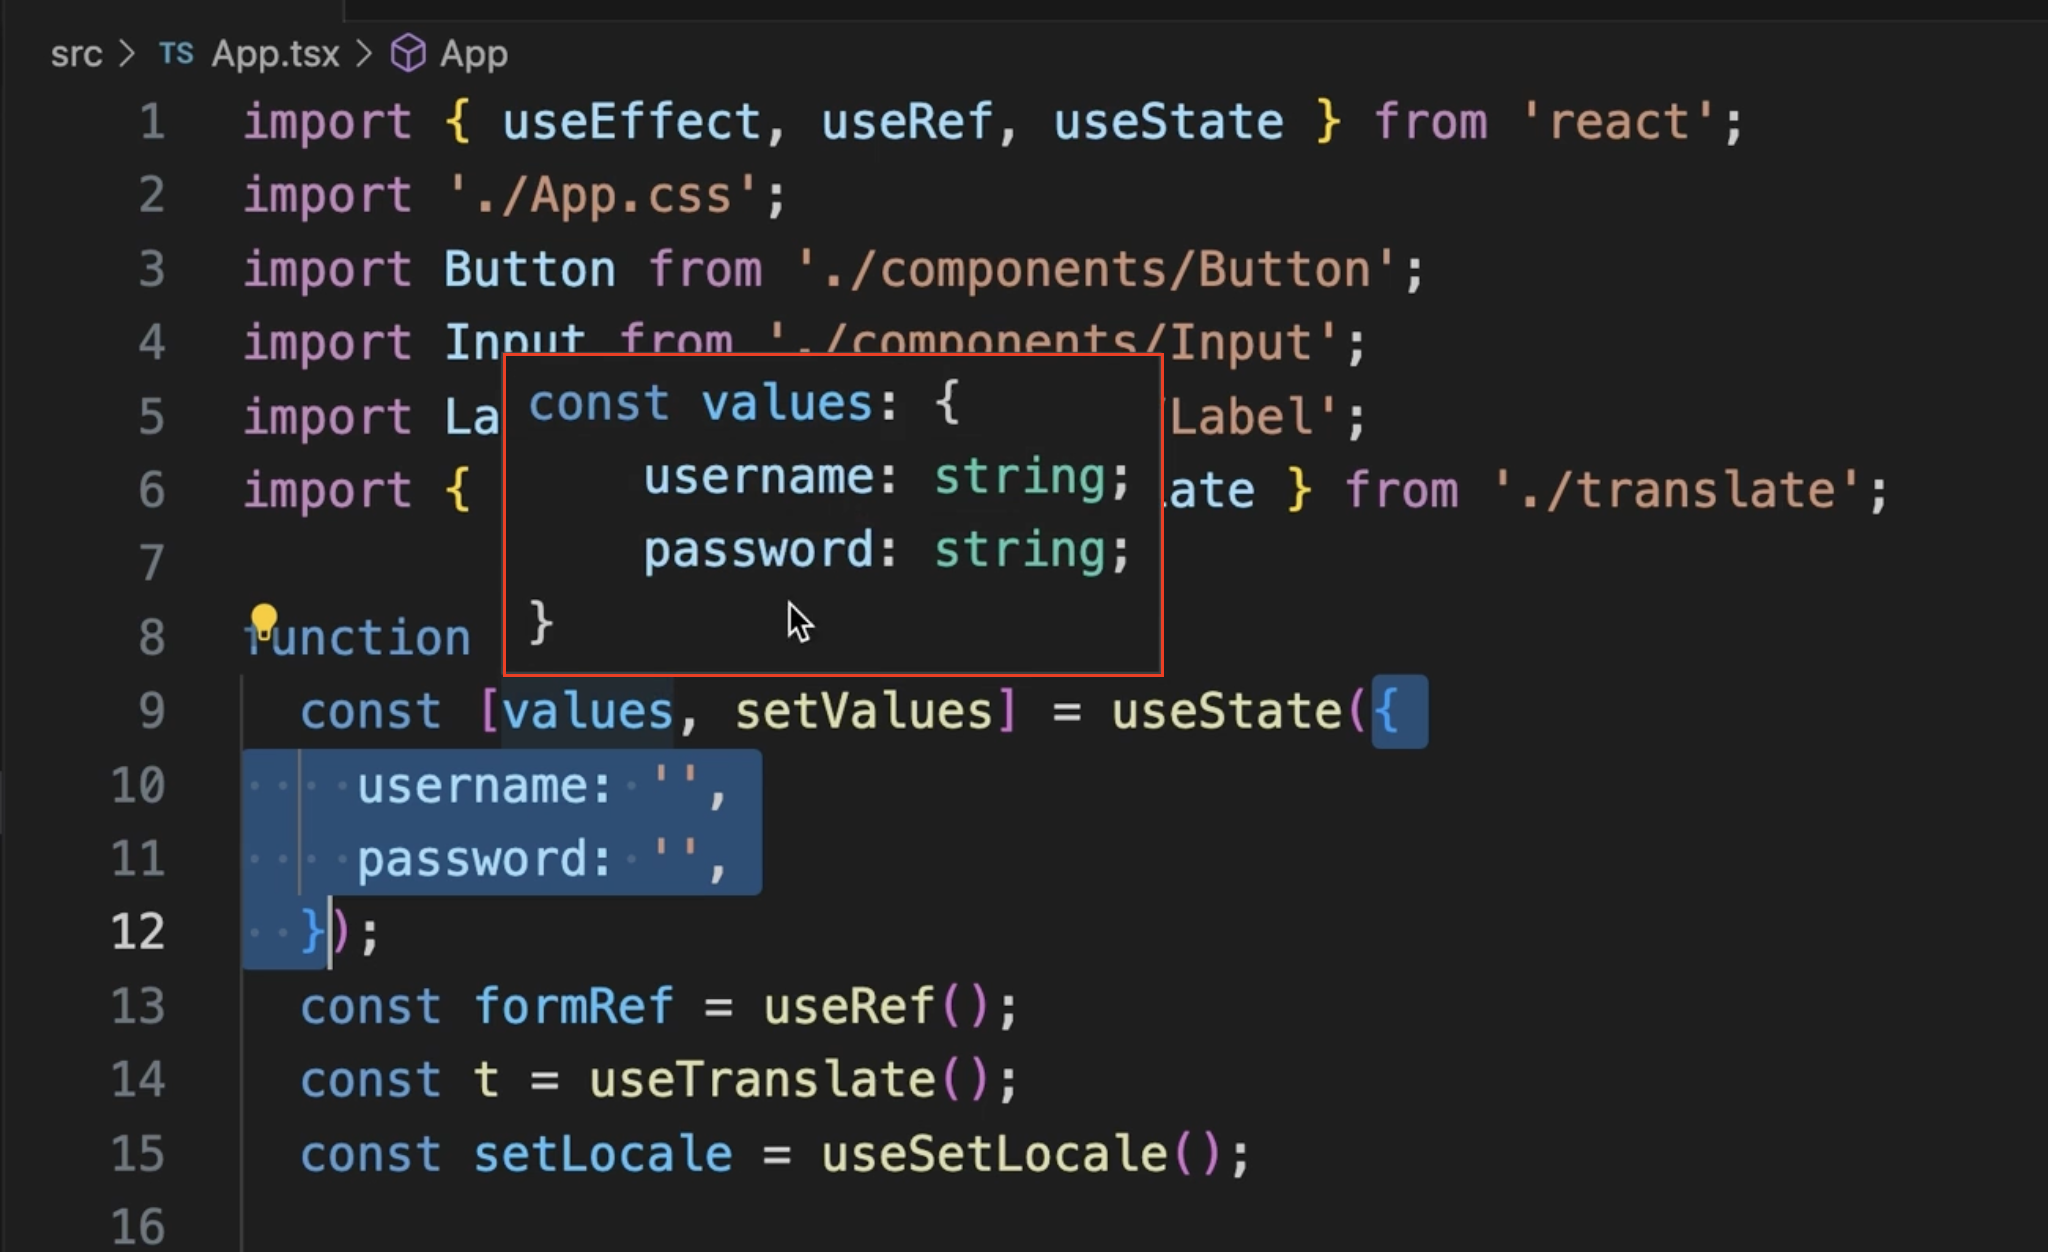 src > TS App.tsx > App
1 import { useEffect, useRef, useState } from 'react';
2 import './App.css';
3 import Button from './components/Button';
4 import Input from './components/Input';
5 import La /Label';
6 import { ate } from './translate';
7
const values: {
username: string;
password: string;
}
8 function
9 const [values, setValues] = useState({
10 username: '',
11 password: '',
12 });
13 const formRef = useRef();
14 const t = useTranslate();
15 const setLocale = useSetLocale();
16